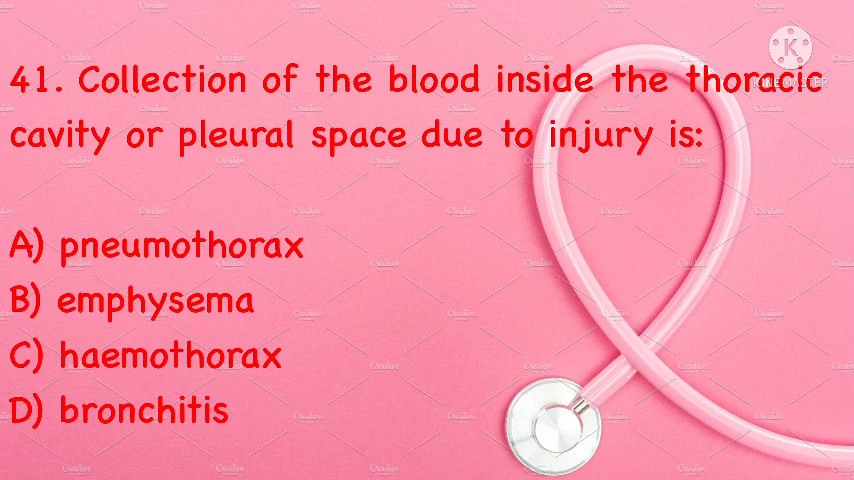 KINEMASTER
41. Collection of the blood inside the thoracic
cavity or pleural space due to injury is:
A) pneumothorax
B) emphysema
C) haemothorax
D) bronchitis